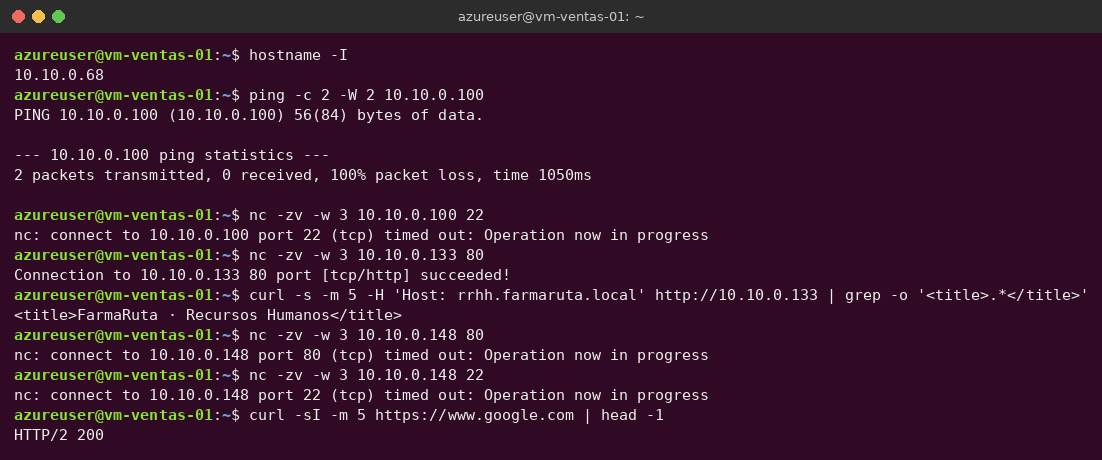 azureuser@vm-ventas-01: ~
azureuser@vm-ventas-01:~$ hostname -I
10.10.0.68
azureuser@vm-ventas-01:~$ ping -c 2 -W 2 10.10.0.100
PING 10.10.0.100 (10.10.0.100) 56(84) bytes of data.
--- 10.10.0.100 ping statistics ---
2 packets transmitted, 0 received, 100% packet loss, time 1050ms
azureuser@vm-ventas-01:~$ nc -zv -w 3 10.10.0.100 22
nc: connect to 10.10.0.100 port 22 (tcp) timed out: Operation now in progress
azureuser@vm-ventas-01:~$ nc -zv -w 3 10.10.0.133 80
Connection to 10.10.0.133 80 port [tcp/http] succeeded!
azureuser@vm-ventas-01:~$ curl -s -m 5 -H 'Host: rrhh.farmaruta.local' http://10.10.0.133 | grep -o '<title>.*</title>'
<title>FarmaRuta · Recursos Humanos</title>
azureuser@vm-ventas-01:~$ nc -zv -w 3 10.10.0.148 80
nc: connect to 10.10.0.148 port 80 (tcp) timed out: Operation now in progress
azureuser@vm-ventas-01:~$ nc -zv -w 3 10.10.0.148 22
nc: connect to 10.10.0.148 port 22 (tcp) timed out: Operation now in progress
azureuser@vm-ventas-01:~$ curl -sI -m 5 https://www.google.com | head -1
HTTP/2 200